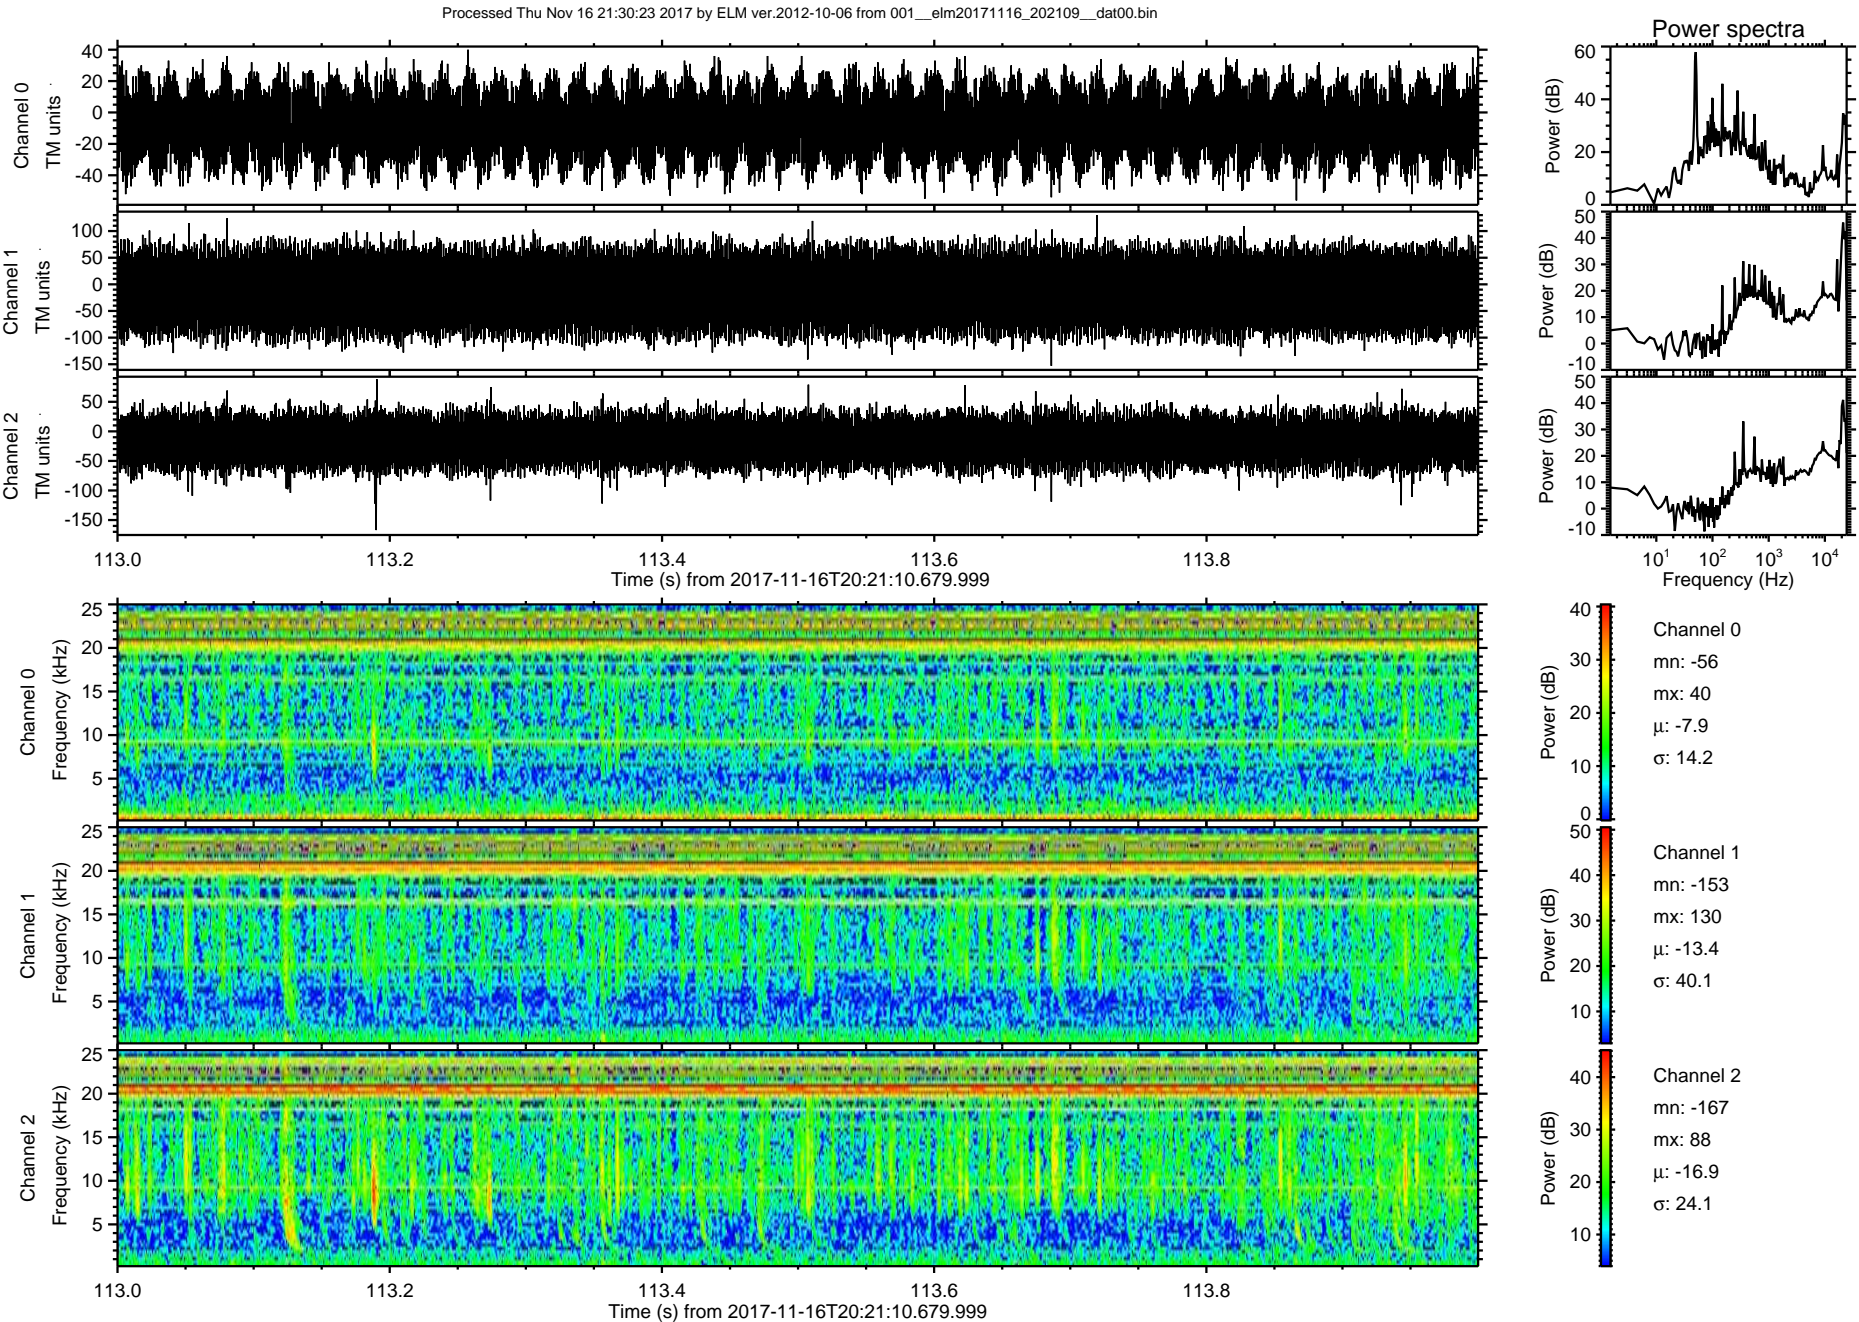 Processed Thu Nov 16 21:30:23 2017 by ELM ver.2012-10-06 from 001__elm20171116_202109__dat00.bin
Power spectra
Channel 0
TM units
40
20
0
-20
-40
Power (dB)
60
40
20
0
Channel 1
TM units
100
50
0
-50
-100
-150
Power (dB)
50
40
30
20
10
0
-10
Channel 2
TM units
50
0
-50
-100
-150
Power (dB)
50
40
30
20
10
0
-10
113.0 113.2 113.4 113.6 113.8
Time (s) from 2017-11-16T20:21:10.679.999
10^1 10^2 10^3 10^4
Frequency (Hz)
Channel 0
Frequency (kHz)
25
20
15
10
5
Power (dB)
40
30
20
10
0
Channel 0
mn: -56
mx: 40
μ: -7.9
σ: 14.2
Channel 1
Frequency (kHz)
25
20
15
10
5
Power (dB)
50
40
30
20
10
Channel 1
mn: -153
mx: 130
μ: -13.4
σ: 40.1
Channel 2
Frequency (kHz)
25
20
15
10
5
Power (dB)
40
30
20
10
Channel 2
mn: -167
mx: 88
μ: -16.9
σ: 24.1
113.0 113.2 113.4 113.6 113.8
Time (s) from 2017-11-16T20:21:10.679.999